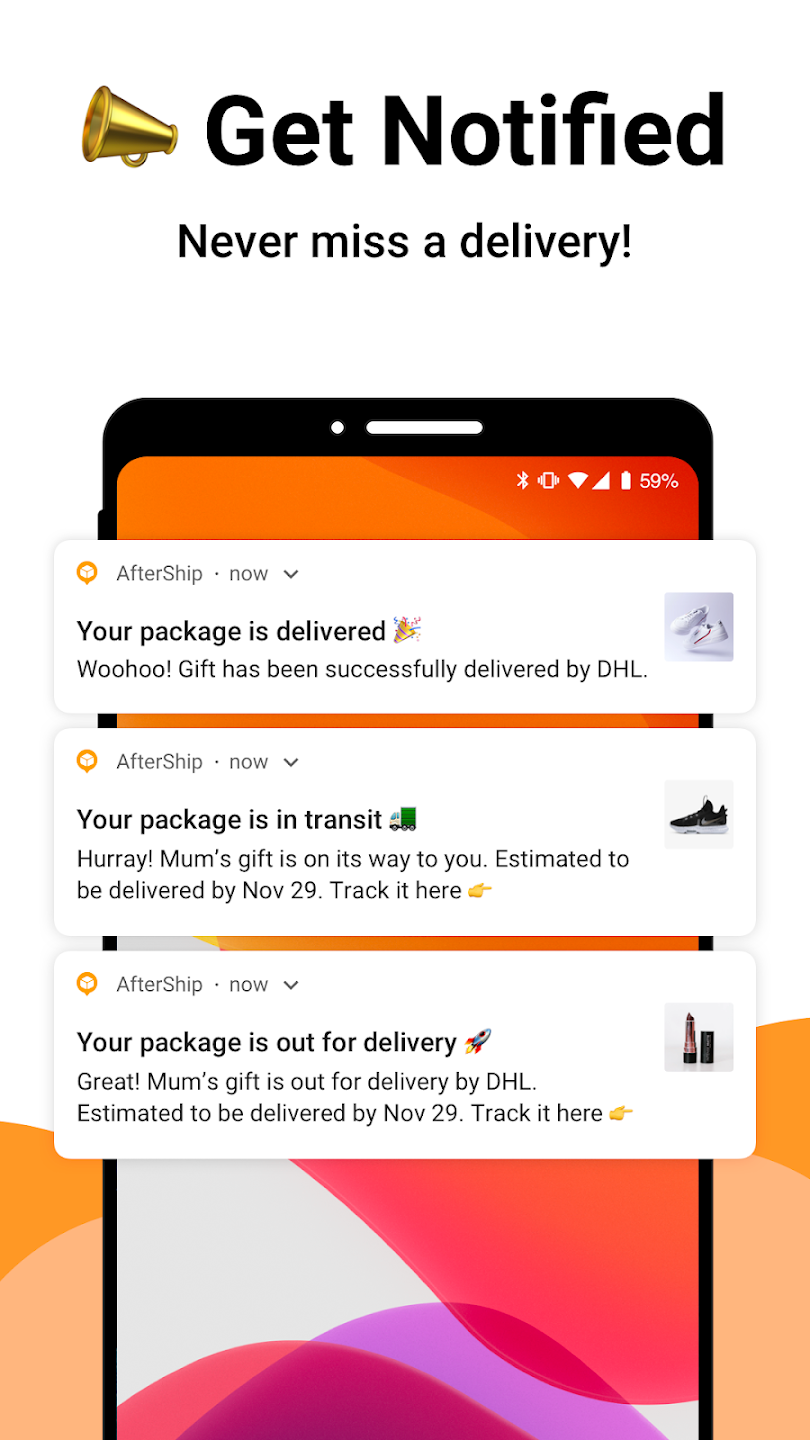 Get Notified
Never miss a delivery!
59%
AfterShip · now
Your package is delivered 🎉
Woohoo! Gift has been successfully delivered by DHL.
AfterShip · now
Your package is in transit 🚛
Hurray! Mum’s gift is on its way to you. Estimated to
be delivered by Nov 29. Track it here 👉
AfterShip · now
Your package is out for delivery 🚀
Great! Mum’s gift is out for delivery by DHL.
Estimated to be delivered by Nov 29. Track it here 👉